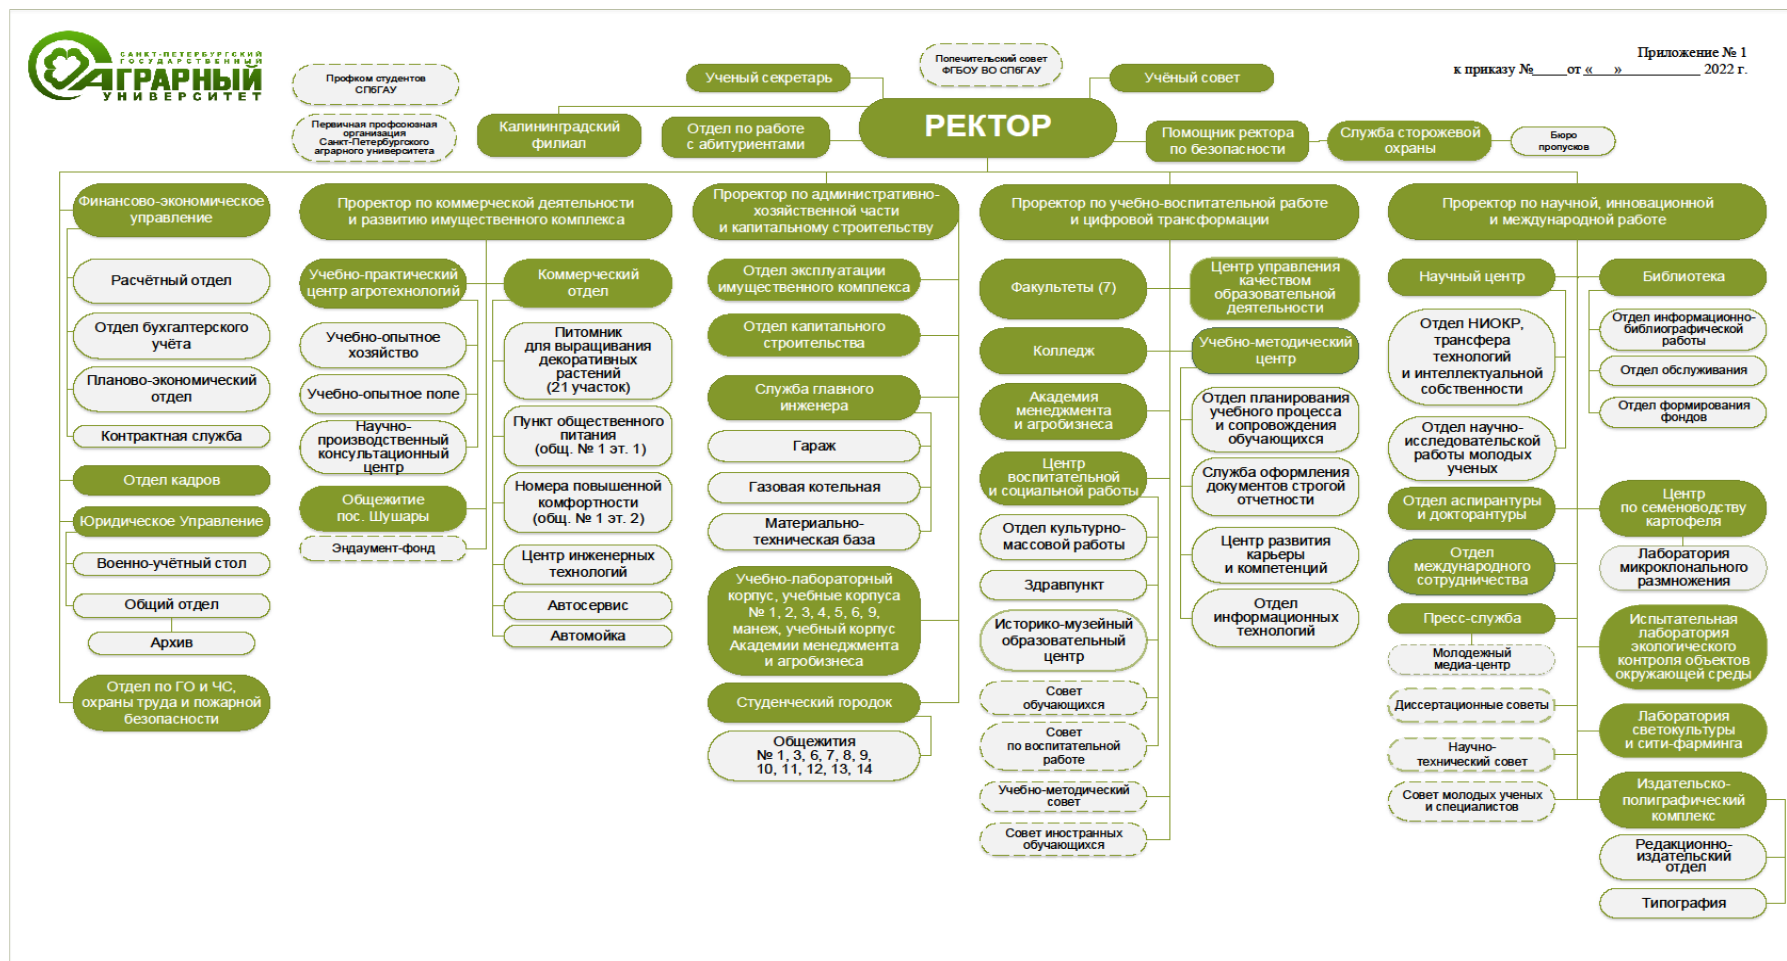 САНКТ-ПЕТЕРБУРГСКИЙ
ГОСУДАРСТВЕННЫЙ
АГРАРНЫЙ
УНИВЕРСИТЕТ
Профком студентов
СПбГАУ
Первичная профсоюзная
организация
Санкт-Петербургского
аграрного университета
Ученый секретарь
Попечительский совет
ФГБОУ ВО СПбГАУ
Учёный совет
Приложение № 1
к приказу №_____от «___»____________ 2022 г.
Калининградский
филиал
Отдел по работе
с абитуриентами
РЕКТОР
Помощник ректора
по безопасности
Служба сторожевой
охраны
Бюро
пропусков
Финансово-экономическое
управление
Расчётный отдел
Отдел бухгалтерского
учёта
Планово-экономический
отдел
Контрактная служба
Отдел кадров
Юридическое Управление
Военно-учётный стол
Общий отдел
Архив
Отдел по ГО и ЧС,
охраны труда и пожарной
безопасности
Проректор по коммерческой деятельности
и развитию имущественного комплекса
Учебно-практический
центр агротехнологий
Учебно-опытное
хозяйство
Учебно-опытное поле
Научно-
производственный
консультационный
центр
Общежитие
пос. Шушары
Эндаумент-фонд
Коммерческий
отдел
Питомник
для выращивания
декоративных
растений
(21 участок)
Пункт общественного
питания
(общ. № 1 эт. 1)
Номера повышенной
комфортности
(общ. № 1 эт. 2)
Центр инженерных
технологий
Автосервис
Автомойка
Проректор по административно-
хозяйственной части
и капитальному строительству
Отдел эксплуатации
имущественного комплекса
Отдел капитального
строительства
Служба главного
инженера
Гараж
Газовая котельная
Материально-
техническая база
Учебно-лабораторный
корпус, учебные корпуса
№ 1, 2, 3, 4, 5, 6, 9,
манеж, учебный корпус
Академии менеджмента
и агробизнеса
Студенческий городок
Общежития
№ 1, 3, 6, 7, 8, 9,
10, 11, 12, 13, 14
Проректор по учебно-воспитательной работе
и цифровой трансформации
Факультеты (7)
Колледж
Академия
менеджмента
и агробизнеса
Центр
воспитательной
и социальной работы
Отдел культурно-
массовой работы
Здравпункт
Историко-музейный
образовательный
центр
Совет
обучающихся
Совет
по воспитательной
работе
Учебно-методический
совет
Совет иностранных
обучающихся
Центр управления
качеством
образовательной
деятельности
Учебно-методический
центр
Отдел планирования
учебного процесса
и сопровождения
обучающихся
Служба оформления
документов строгой
отчетности
Центр развития
карьеры
и компетенций
Отдел
информационных
технологий
Проректор по научной, инновационной
и международной работе
Научный центр
Отдел НИОКР,
трансфера
технологий
и интеллектуальной
собственности
Отдел научно-
исследовательской
работы молодых
ученых
Отдел аспирантуры
и докторантуры
Отдел
международного
сотрудничества
Пресс-служба
Молодежный
медиа-центр
Диссертационные советы
Научно-
технический совет
Совет молодых ученых
и специалистов
Библиотека
Отдел информационно-
библиографической
работы
Отдел обслуживания
Отдел формирования
фондов
Центр
по семеноводству
картофеля
Лаборатория
микроклонального
размножения
Испытательная
лаборатория
экологического
контроля объектов
окружающей среды
Лаборатория
светокультуры
и сити-фарминга
Издательско-
полиграфический
комплекс
Редакционно-
издательский
отдел
Типография